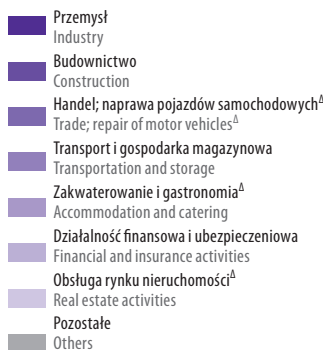 Przemysł
Industry
Budownictwo
Construction
Handel; naprawa pojazdów samochodowych^Δ
Trade; repair of motor vehicles^Δ
Transport i gospodarka magazynowa
Transportation and storage
Zakwaterowanie i gastronomia^Δ
Accommodation and catering
Działalność finansowa i ubezpieczeniowa
Financial and insurance activities
Obsługa rynku nieruchomości^Δ
Real estate activities
Pozostałe
Others